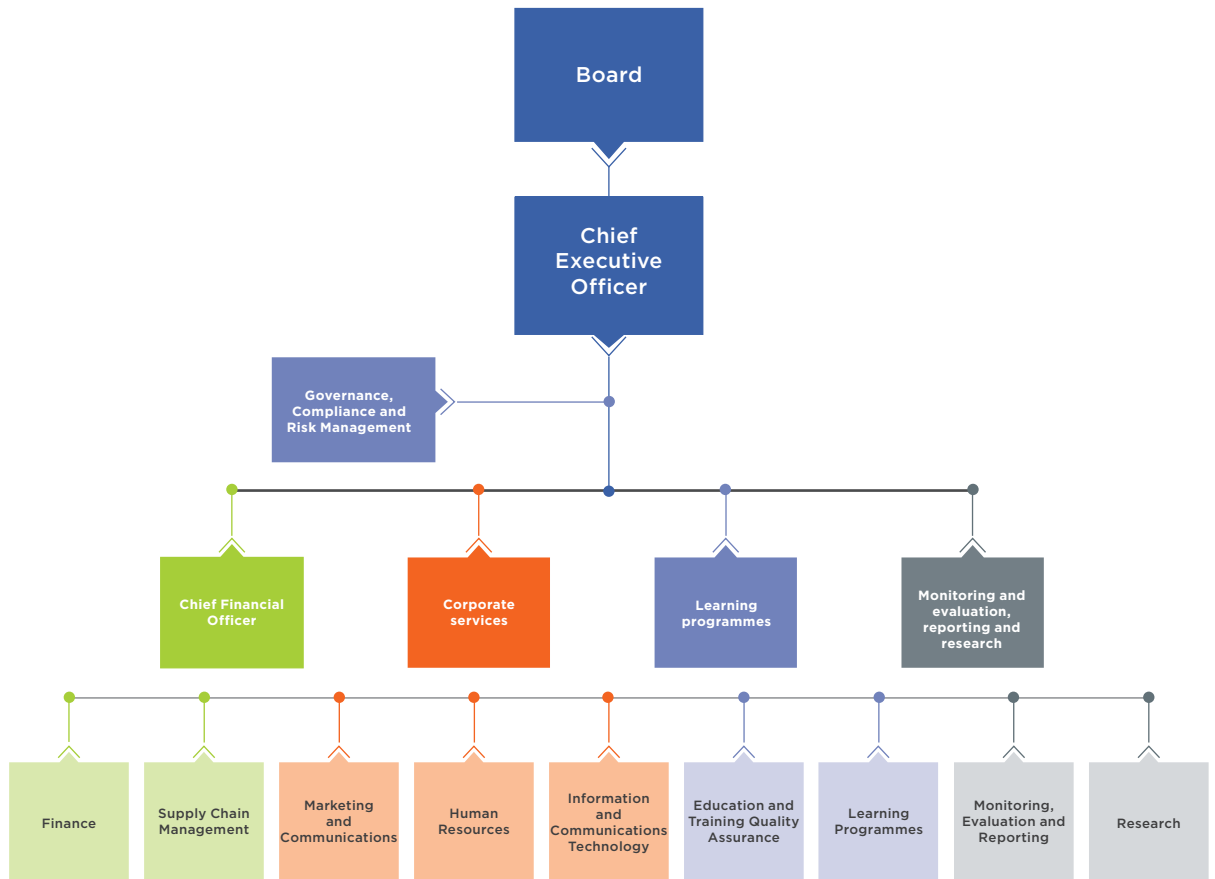 Board
Chief
Executive
Officer
Governance,
Compliance and
Risk Management
Chief Financial
Officer
Corporate
services
Learning
programmes
Monitoring and
evaluation,
reporting and
research
Finance
Supply Chain
Management
Marketing
and
Communications
Human
Resources
Information
and
Communications
Technology
Education and
Training Quality
Assurance
Learning
Programmes
Monitoring,
Evaluation and
Reporting
Research